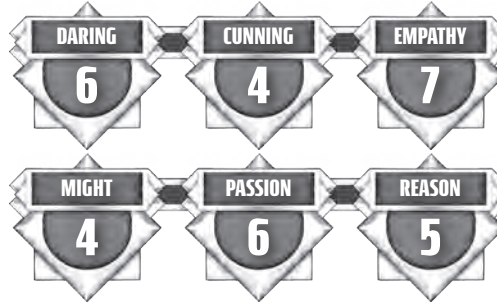 DARING CUNNING EMPATHY
6 4 7
MIGHT PASSION REASON
4 6 5